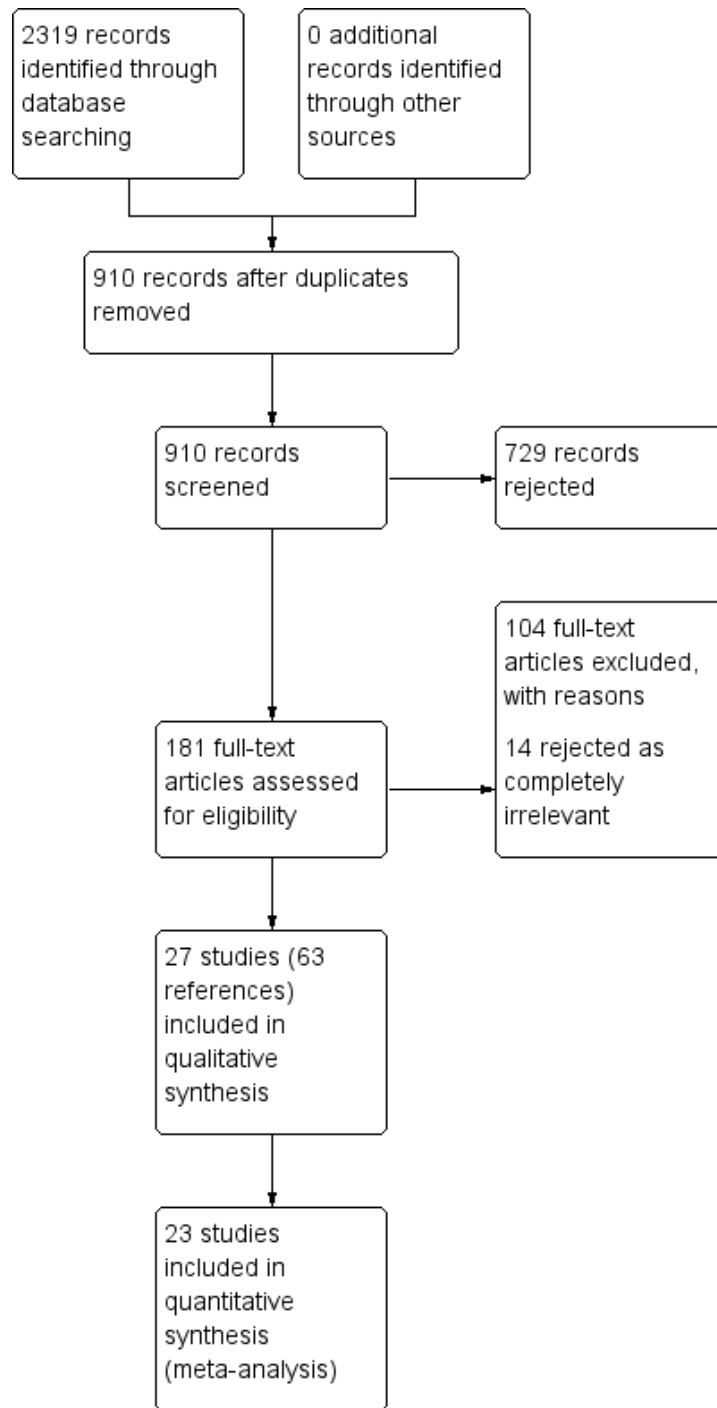 2319 records
identified through
database
searching
0 additional
records identified
through other
sources
910 records after duplicates
removed
910 records
screened
729 records
rejected
104 full-text
articles excluded,
with reasons
14 rejected as
completely
irrelevant
181 full-text
articles assessed
for eligibility
27 studies (63
references)
included in
qualitative
synthesis
23 studies
included in
quantitative
synthesis
(meta-analysis)